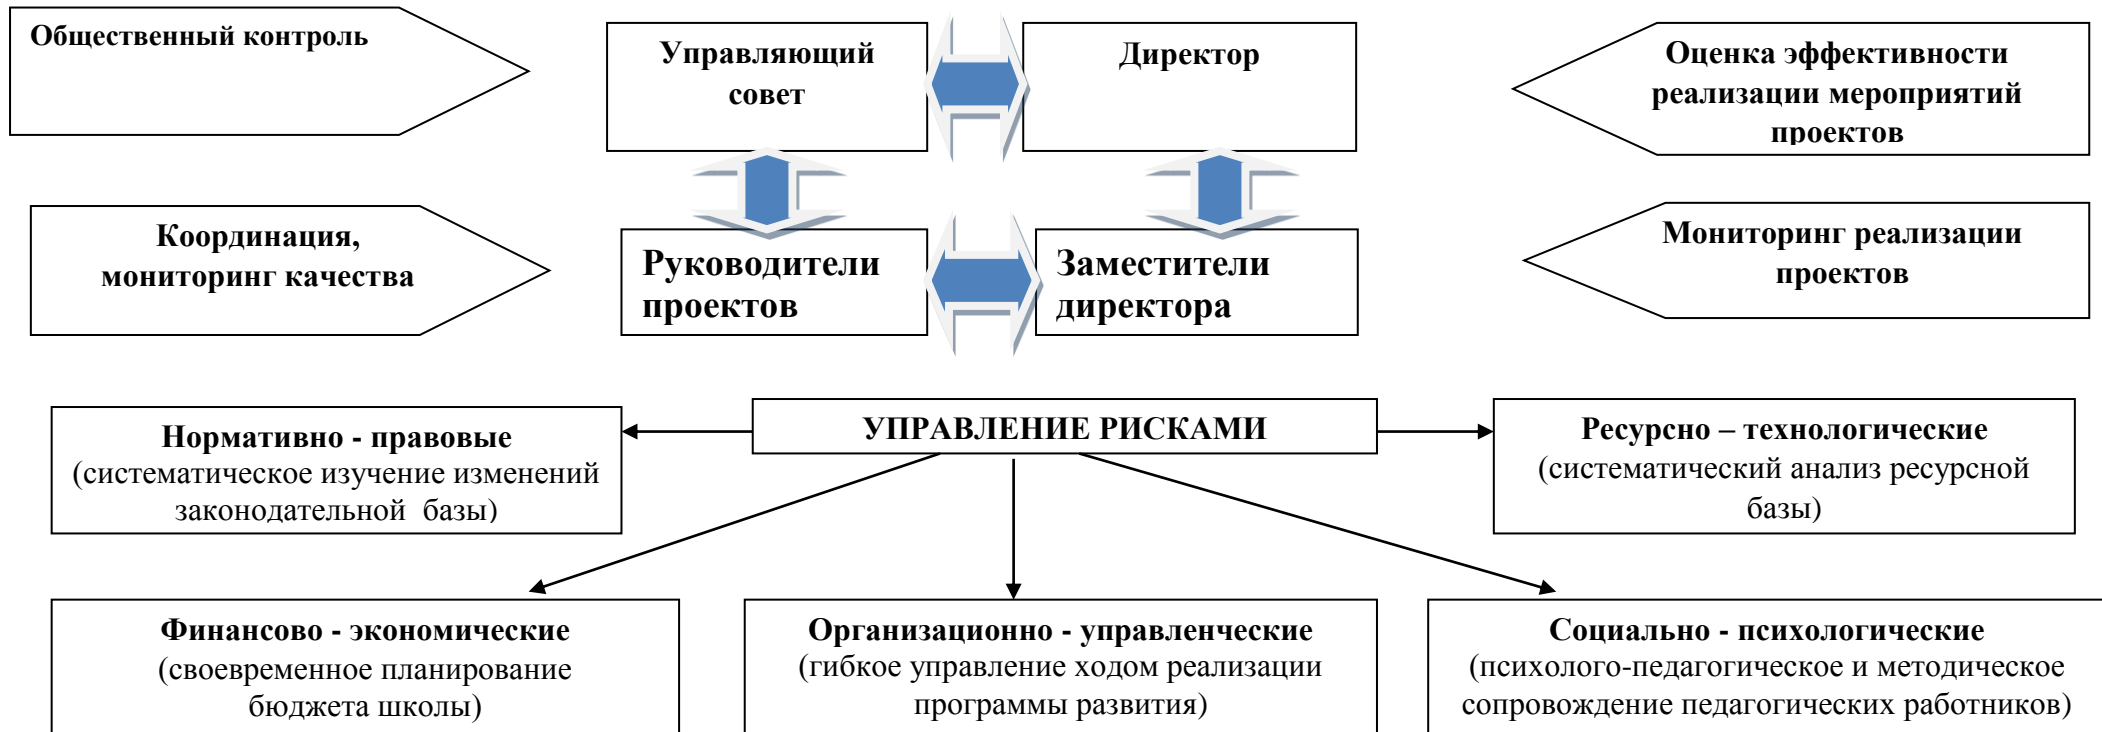 Общественный контроль
Управляющий
совет
Директор
Оценка эффективности
реализации мероприятий
проектов
Координация,
мониторинг качества
Руководители
проектов
Заместители
директора
Мониторинг реализации
проектов
УПРАВЛЕНИЕ РИСКАМИ
Нормативно - правовые
(систематическое изучение изменений
законодательной базы)
Ресурсно – технологические
(систематический анализ ресурсной
базы)
Финансово - экономические
(своевременное планирование
бюджета школы)
Организационно - управленческие
(гибкое управление ходом реализации
программы развития)
Социально - психологические
(психолого-педагогическое и методическое
сопровождение педагогических работников)